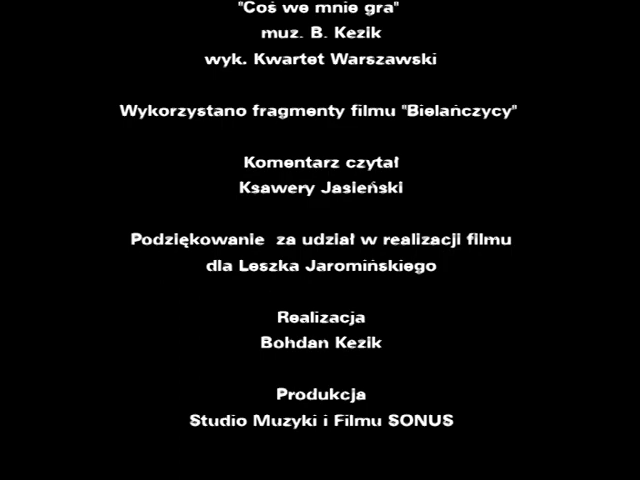 "Coś we mnie gra"
muz. B. Kezik
wyk. Kwartet Warszawski
Wykorzystano fragmenty filmu "Bielańczycy"
Komentarz czytał
Ksawery Jasieński
Podziękowanie za udział w realizacji filmu
dla Leszka Jaromińskiego
Realizacja
Bohdan Kezik
Produkcja
Studio Muzyki i Filmu SONUS